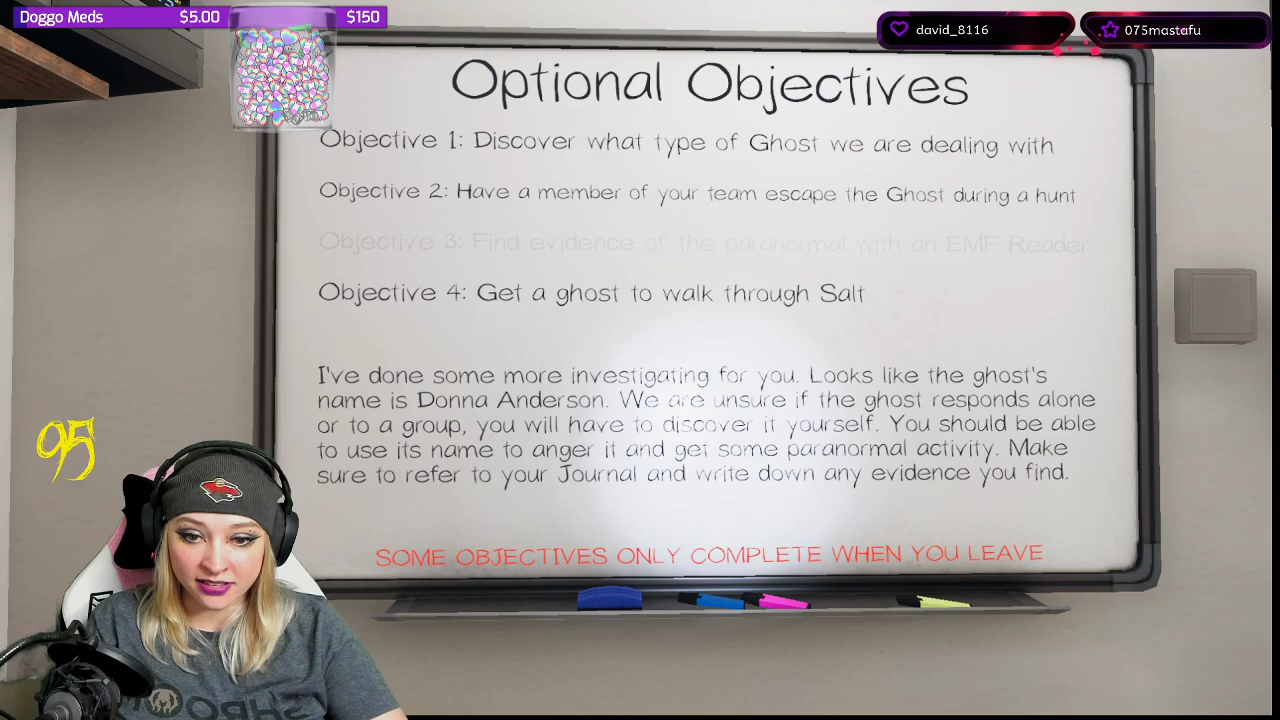 Doggo Meds $5.00 $150
david_8116
075mastafu
Optional Objectives
Objective 1: Discover what type of Ghost we are dealing with
Objective 2: Have a member of your team escape the Ghost during a hunt
Objective 3: Find evidence of the paranormal with an EMF Reader
Objective 4: Get a ghost to walk through Salt
I've done some more investigating for you. Looks like the ghost's
name is Donna Anderson. We are unsure if the ghost responds alone
or to a group, you will have to discover it yourself. You should be able
to use its name to anger it and get some paranormal activity. Make
sure to refer to your Journal and write down any evidence you find.
95
SOME OBJECTIVES ONLY COMPLETE WHEN YOU LEAVE